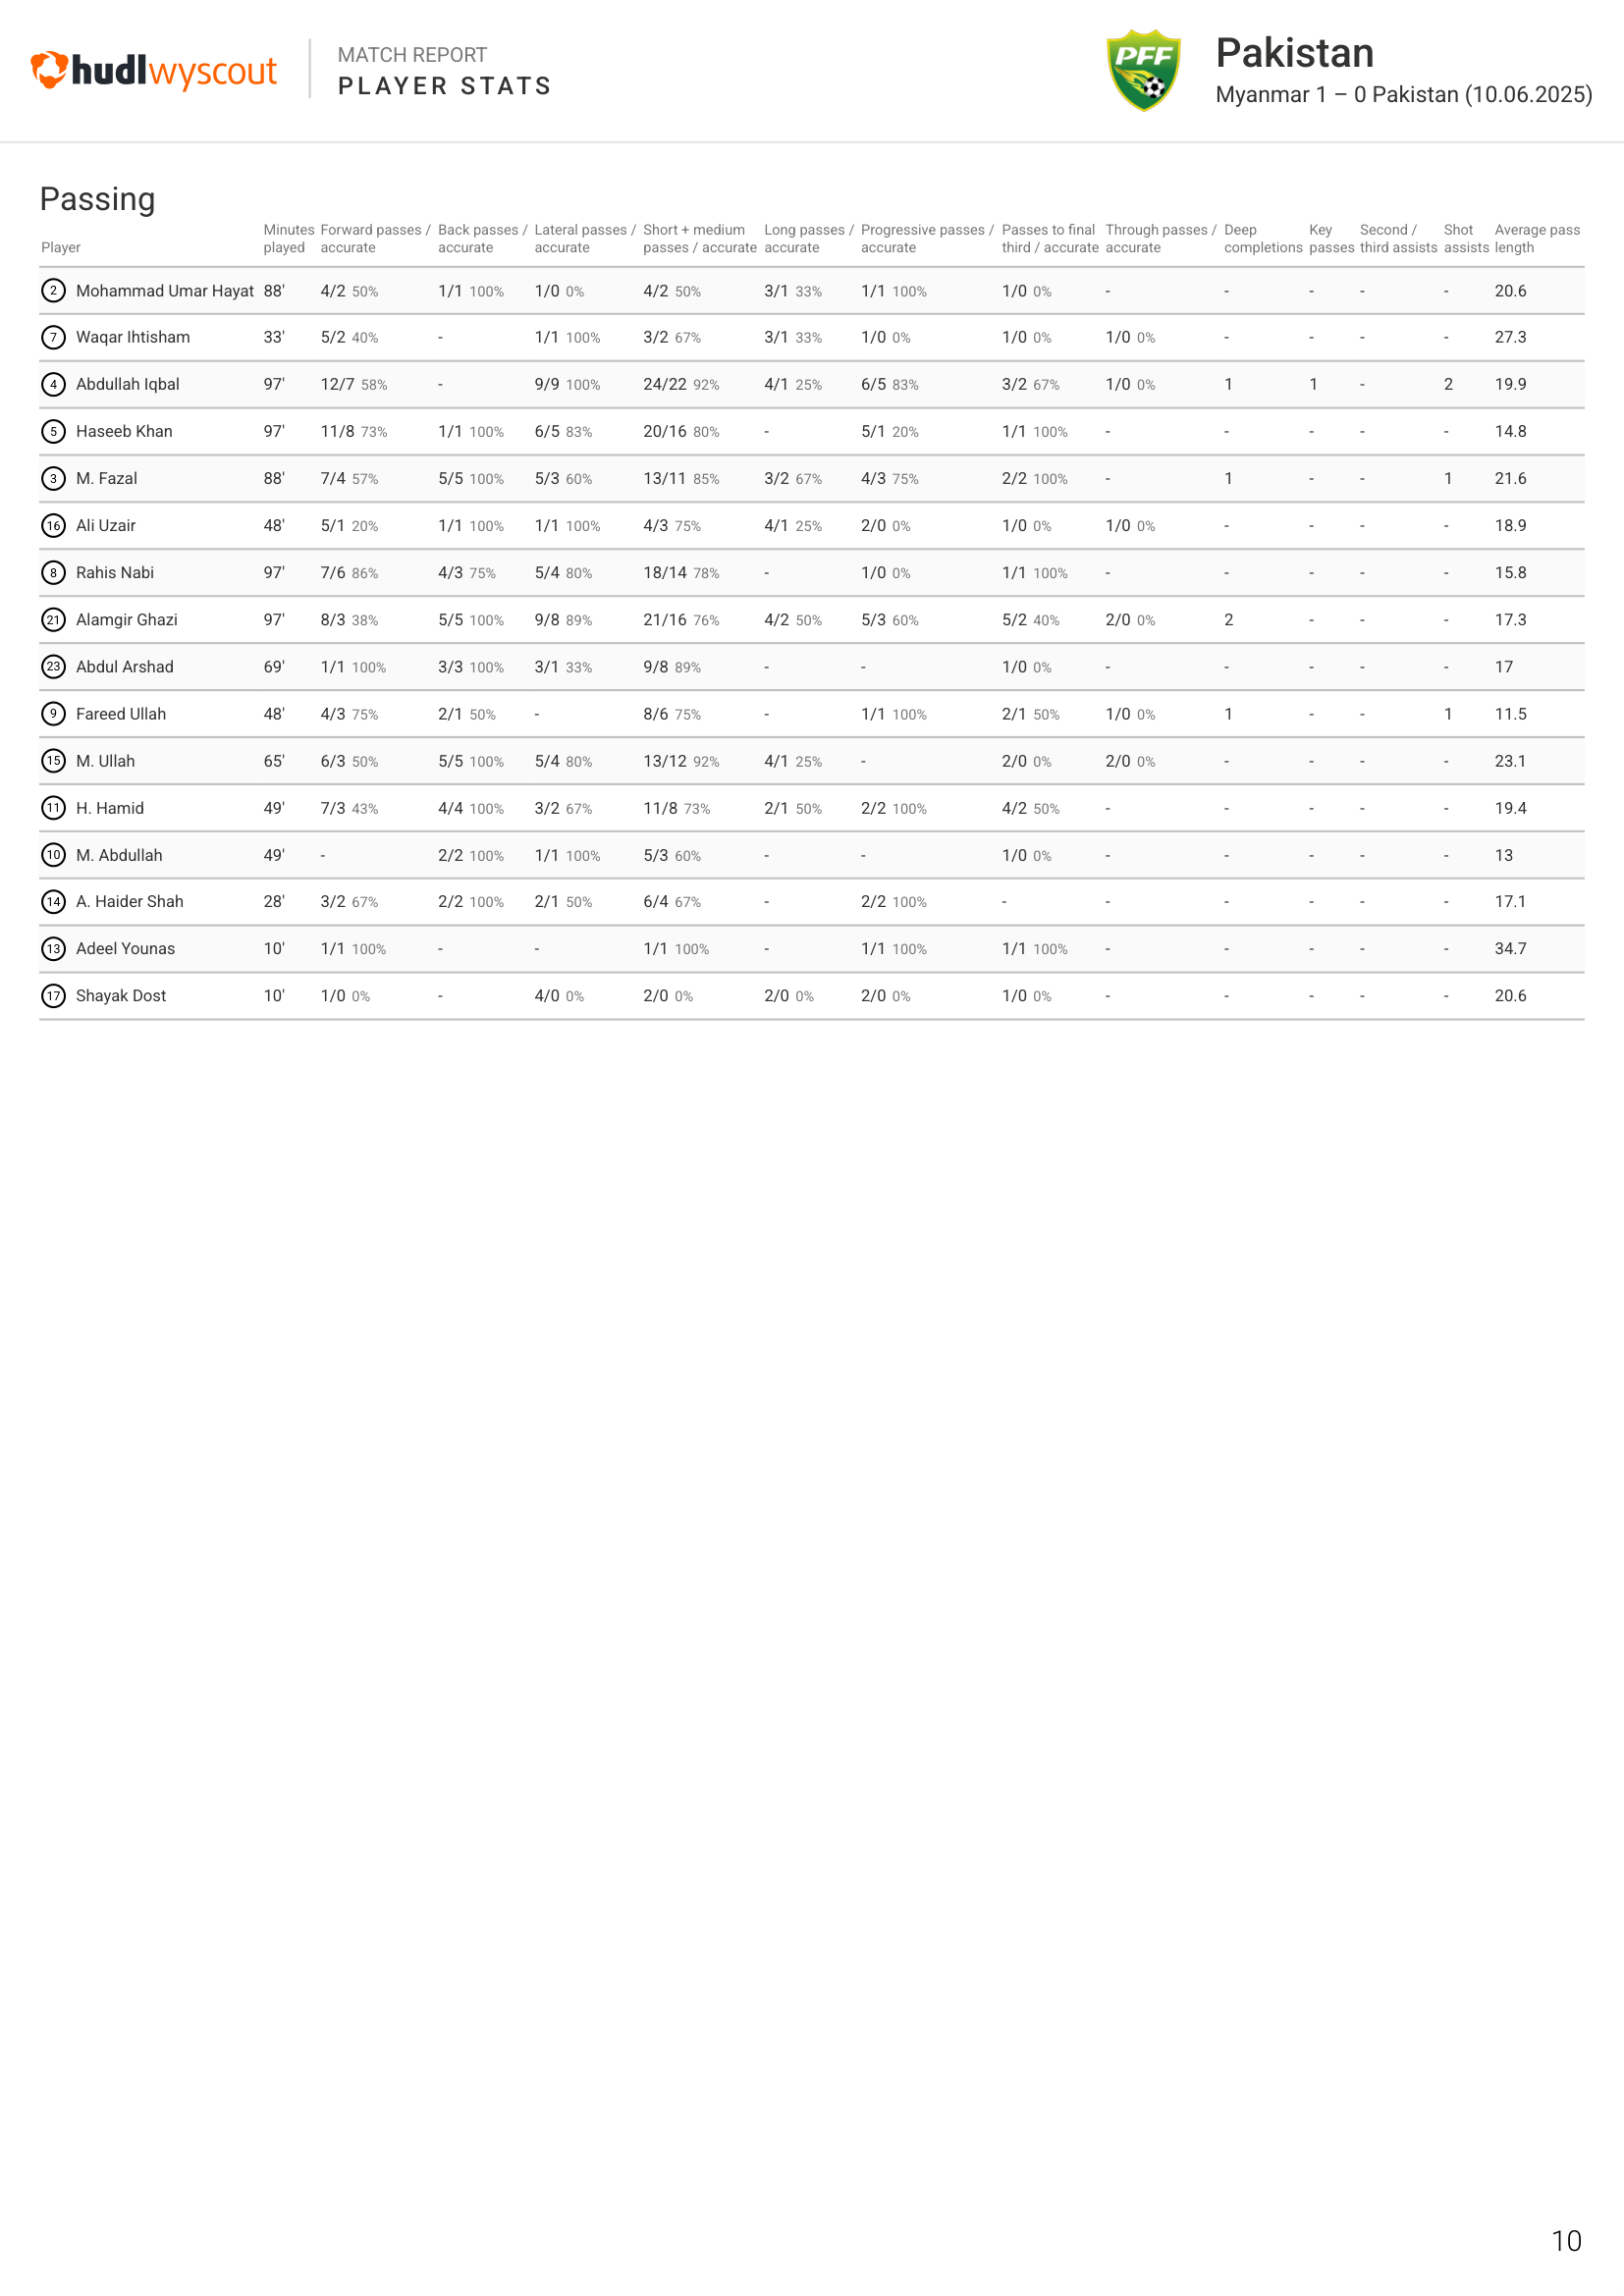 hudl wyscout
MATCH REPORT
PLAYER STATS
PFF
Pakistan
Myanmar 1 – 0 Pakistan (10.06.2025)
Passing
Player Minutes played Forward passes / accurate Back passes / accurate Lateral passes / accurate Short + medium passes / accurate Long passes / accurate Progressive passes / accurate Passes to final third / accurate Through passes / accurate Deep completions Key passes Second / third assists Shot assists Average pass length
2 Mohammad Umar Hayat 88' 4/2 50% 1/1 100% 1/0 0% 4/2 50% 3/1 33% 1/1 100% 1/0 0% - - - - - 20.6
7 Waqar Ihtisham 33' 5/2 40% - 1/1 100% 3/2 67% 3/1 33% 1/0 0% 1/0 0% 1/0 0% - - - - 27.3
4 Abdullah Iqbal 97' 12/7 58% - 9/9 100% 24/22 92% 4/1 25% 6/5 83% 3/2 67% 1/0 0% 1 1 - 2 19.9
5 Haseeb Khan 97' 11/8 73% 1/1 100% 6/5 83% 20/16 80% - 5/1 20% 1/1 100% - - - - - 14.8
3 M. Fazal 88' 7/4 57% 5/5 100% 5/3 60% 13/11 85% 3/2 67% 4/3 75% 2/2 100% - 1 - - 1 21.6
16 Ali Uzair 48' 5/1 20% 1/1 100% 1/1 100% 4/3 75% 4/1 25% 2/0 0% 1/0 0% 1/0 0% - - - - 18.9
8 Rahis Nabi 97' 7/6 86% 4/3 75% 5/4 80% 18/14 78% - 1/0 0% 1/1 100% - - - - - 15.8
21 Alamgir Ghazi 97' 8/3 38% 5/5 100% 9/8 89% 21/16 76% 4/2 50% 5/3 60% 5/2 40% 2/0 0% 2 - - - 17.3
23 Abdul Arshad 69' 1/1 100% 3/3 100% 3/1 33% 9/8 89% - - 1/0 0% - - - - - 17
9 Fareed Ullah 48' 4/3 75% 2/1 50% - 8/6 75% - 1/1 100% 2/1 50% 1/0 0% 1 - - 1 11.5
15 M. Ullah 65' 6/3 50% 5/5 100% 5/4 80% 13/12 92% 4/1 25% - 2/0 0% 2/0 0% - - - - 23.1
11 H. Hamid 49' 7/3 43% 4/4 100% 3/2 67% 11/8 73% 2/1 50% 2/2 100% 4/2 50% - - - - - 19.4
10 M. Abdullah 49' - 2/2 100% 1/1 100% 5/3 60% - - 1/0 0% - - - - - 13
14 A. Haider Shah 28' 3/2 67% 2/2 100% 2/1 50% 6/4 67% - 2/2 100% - - - - - - 17.1
13 Adeel Younas 10' 1/1 100% - - 1/1 100% - 1/1 100% 1/1 100% - - - - - 34.7
17 Shayak Dost 10' 1/0 0% - 4/0 0% 2/0 0% 2/0 0% 2/0 0% 1/0 0% - - - - - 20.6
10